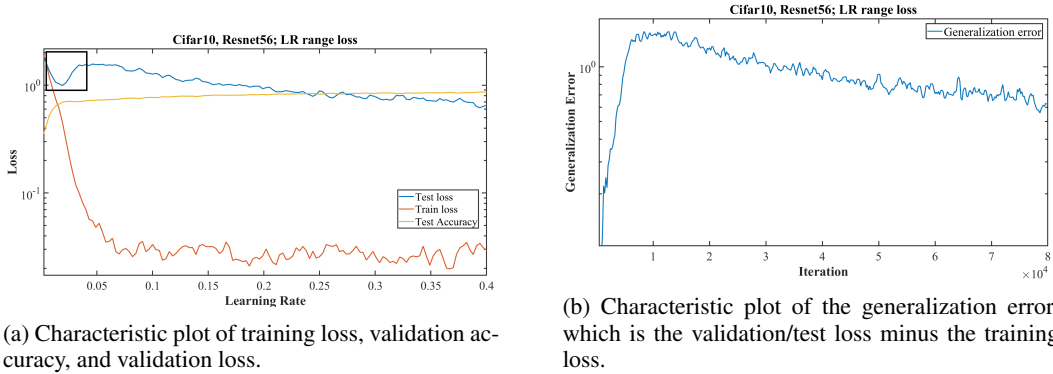 Cifar10, Resnet56; LR range loss
10^0
10^-1
Loss
Test loss
Train loss
Test Accuracy
0.05 0.1 0.15 0.2 0.25 0.3 0.35 0.4
Learning Rate
(a) Characteristic plot of training loss, validation ac-
curacy, and validation loss.
Cifar10, Resnet56; LR range loss
Generalization error
10^0
Generalization Error
1 2 3 4 5 6 7 8
Iteration
×10^4
(b) Characteristic plot of the generalization error
which is the validation/test loss minus the training
loss.